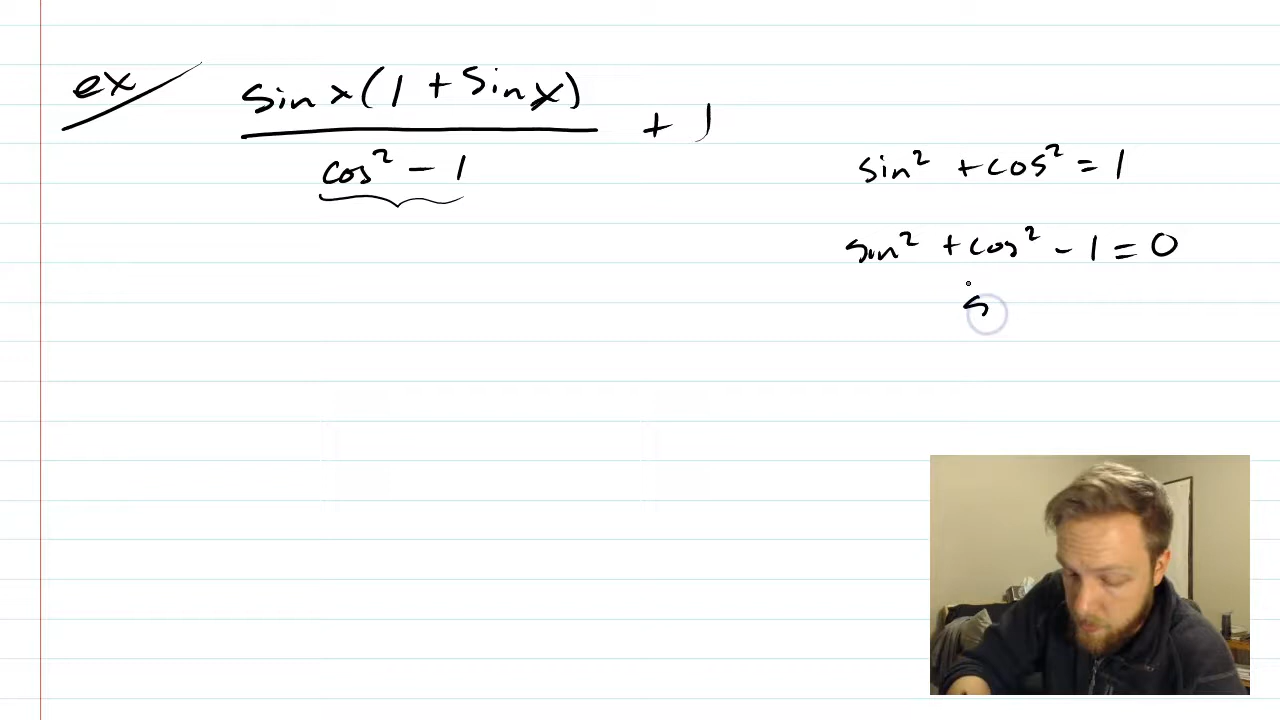 ex
sin x (1 + sin x)
cos² - 1
+ 1
sin² + cos² = 1
sin² + cos² - 1 = 0
s